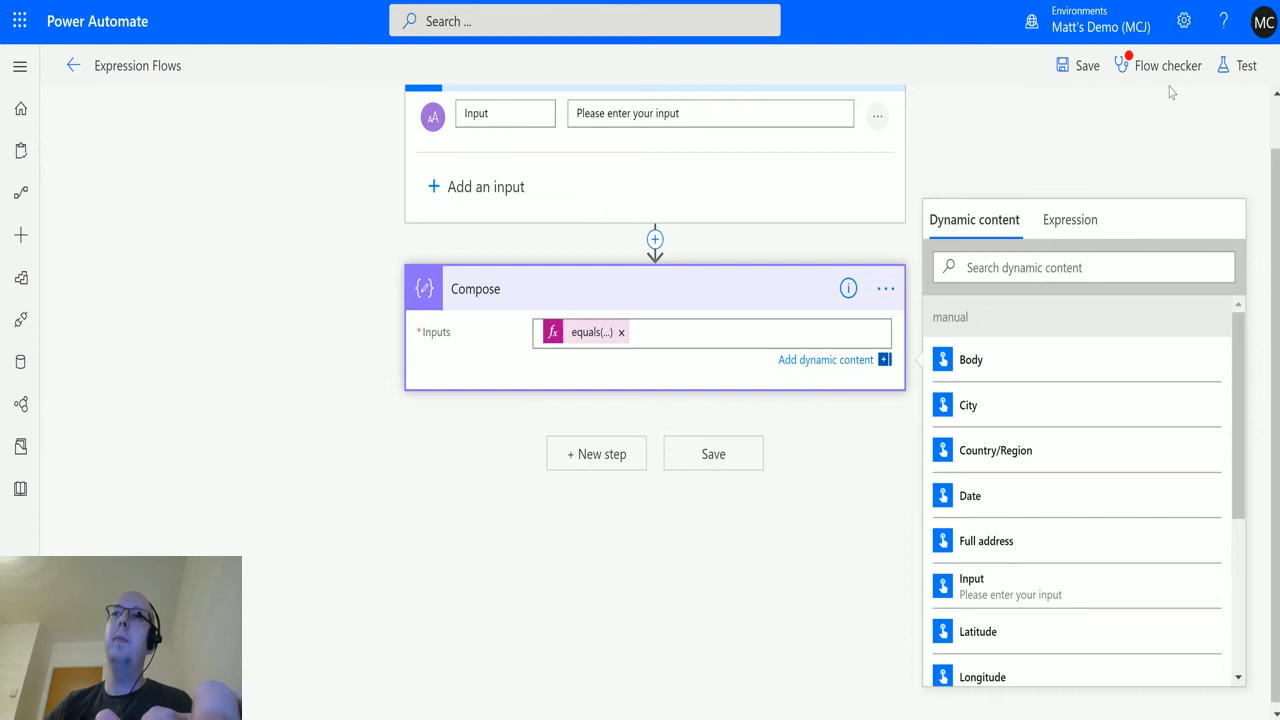 Power Automate
Search ...
Environments
Matt's Demo (MCJ)
?
MC
Expression Flows
Save
Flow checker
Test
AA
Input
Please enter your input
...
+ Add an input
Compose
...
* Inputs
fx equals(...) x
Add dynamic content
+ New step
Save
Dynamic content
Expression
Search dynamic content
manual
Body
City
Country/Region
Date
Full address
Input
Please enter your input
Latitude
Longitude